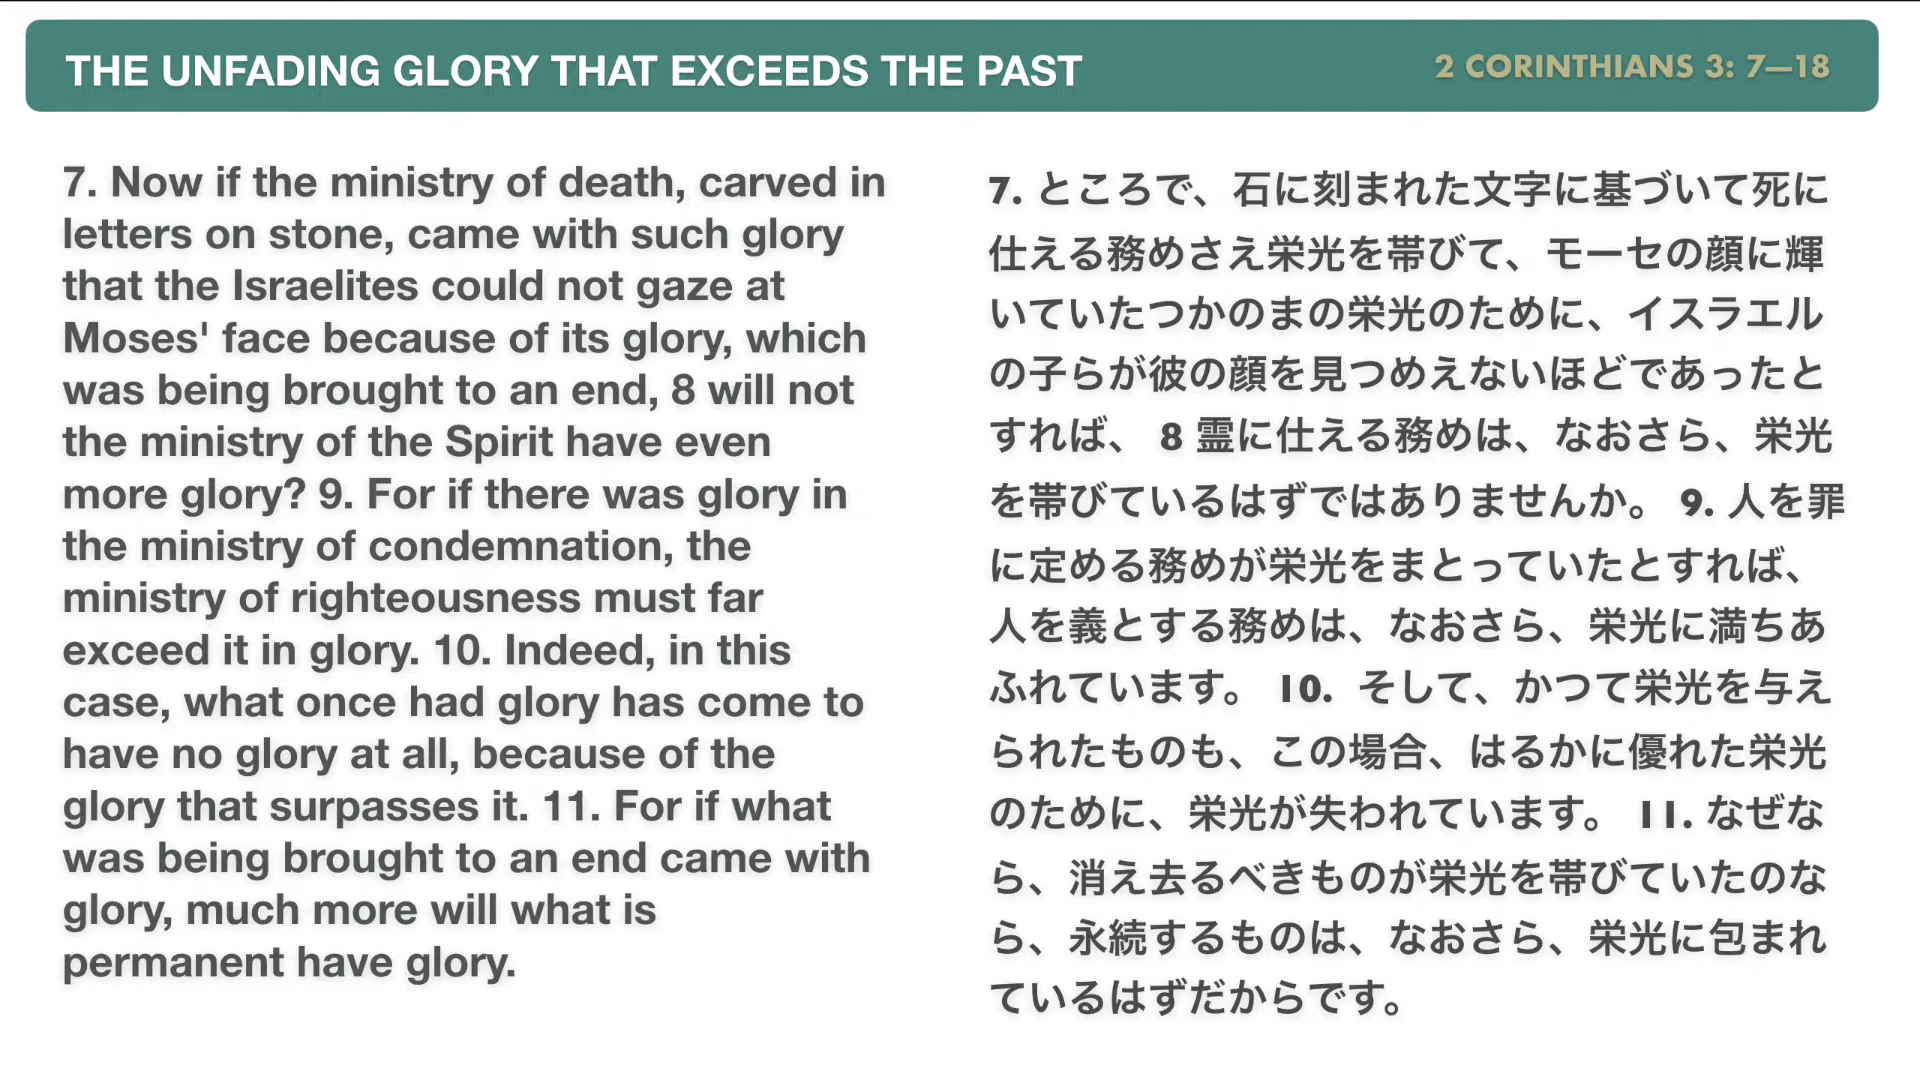 THE UNFADING GLORY THAT EXCEEDS THE PAST
2 CORINTHIANS 3: 7—18
7. Now if the ministry of death, carved in
letters on stone, came with such glory
that the Israelites could not gaze at
Moses' face because of its glory, which
was being brought to an end, 8 will not
the ministry of the Spirit have even
more glory? 9. For if there was glory in
the ministry of condemnation, the
ministry of righteousness must far
exceed it in glory. 10. Indeed, in this
case, what once had glory has come to
have no glory at all, because of the
glory that surpasses it. 11. For if what
was being brought to an end came with
glory, much more will what is
permanent have glory.
7. ところで、石に刻まれた文字に基づいて死に
仕える務めさえ栄光を帯びて、モーセの顔に輝
いていたつかのまの栄光のために、イスラエル
の子らが彼の顔を見つめえないほどであったと
すれば、 8 霊に仕える務めは、なおさら、栄光
を帯びているはずではありませんか。 9. 人を罪
に定める務めが栄光をまとっていたとすれば、
人を義とする務めは、なおさら、栄光に満ちあ
ふれています。 10. そして、かつて栄光を与え
られたものも、この場合、はるかに優れた栄光
のために、栄光が失われています。 11. なぜな
ら、消え去るべきものが栄光を帯びていたのな
ら、永続するものは、なおさら、栄光に包まれ
ているはずだからです。